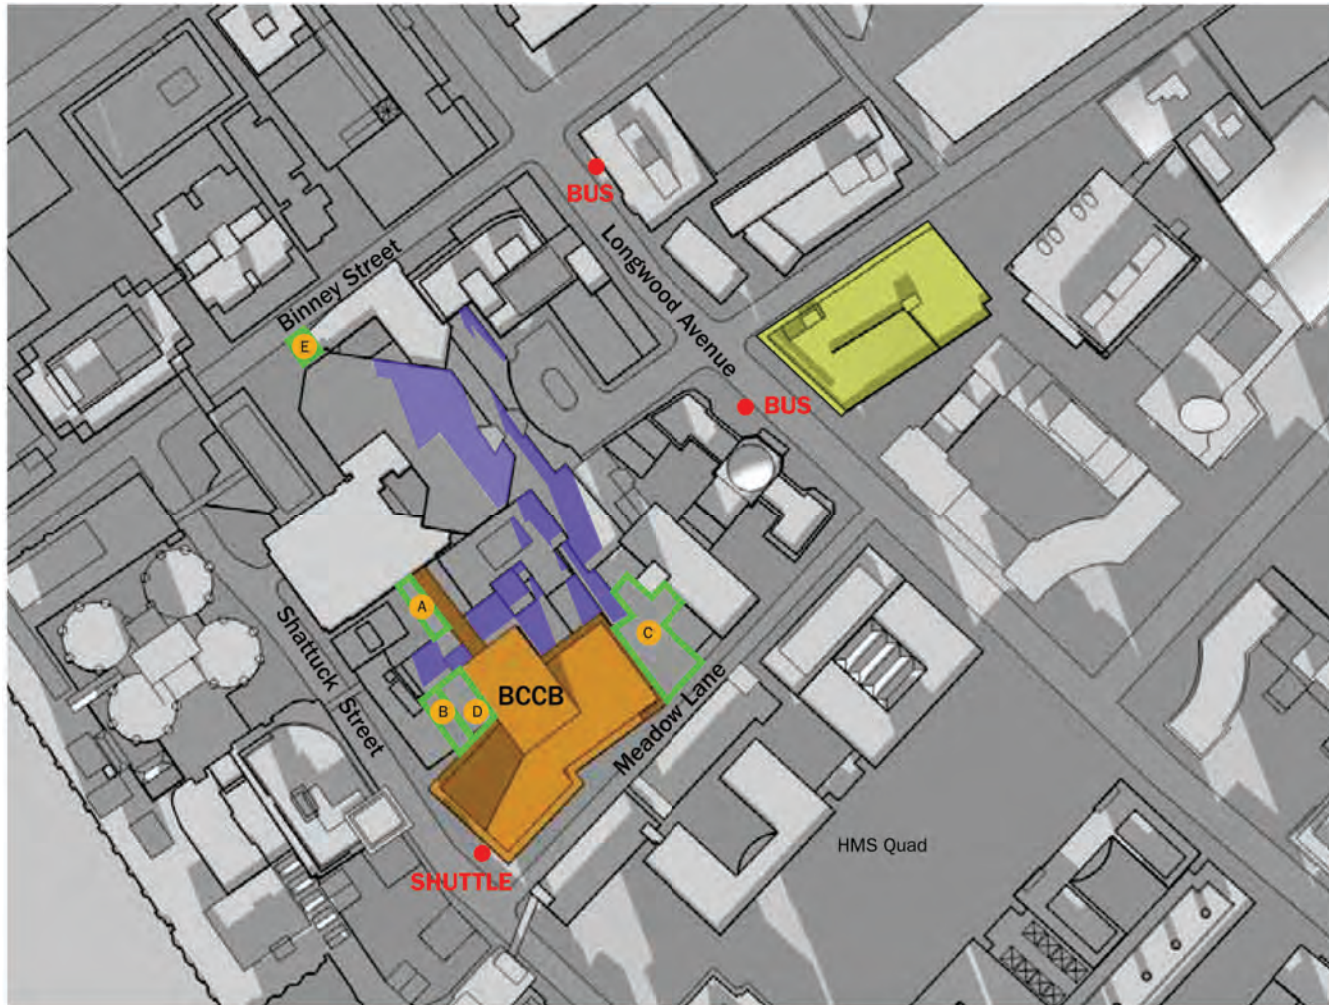 BUS
Longwood Avenue
Binney Street
E
BUS
A
Shattuck Street
C
BCCB
B
D
Meadow Lane
HMS Quad
SHUTTLE